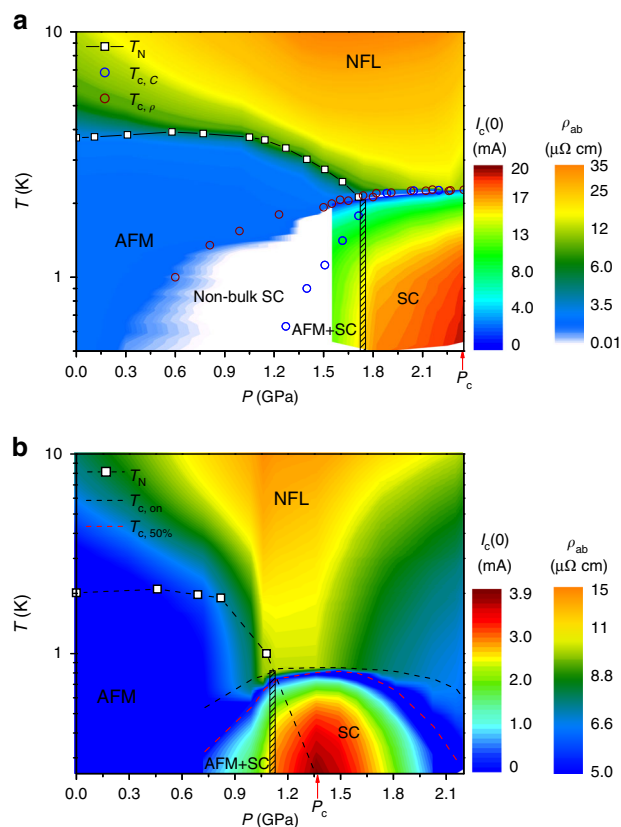 a
10
T_N
T_c, C
T_c, ρ
NFL
T (K)
1
AFM
Non-bulk SC
AFM+SC
SC
0.0 0.3 0.6 0.9 1.2 1.5 1.8 2.1
P (GPa)
P_c
I_c(0)
(mA)
20
17
13
10
7
3
0
ρ_ab
(μΩ cm)
35
25
12
6.0
3.5
0.01
b
10
T_N
T_c, on
T_c, 50%
NFL
T (K)
1
AFM
AFM+SC
SC
0.0 0.3 0.6 0.9 1.2 1.5 1.8 2.1
P (GPa)
P_c
I_c(0)
(mA)
3.9
3.0
2.0
1.0
0
ρ_ab
(μΩ cm)
15
11
8.8
6.6
5.0